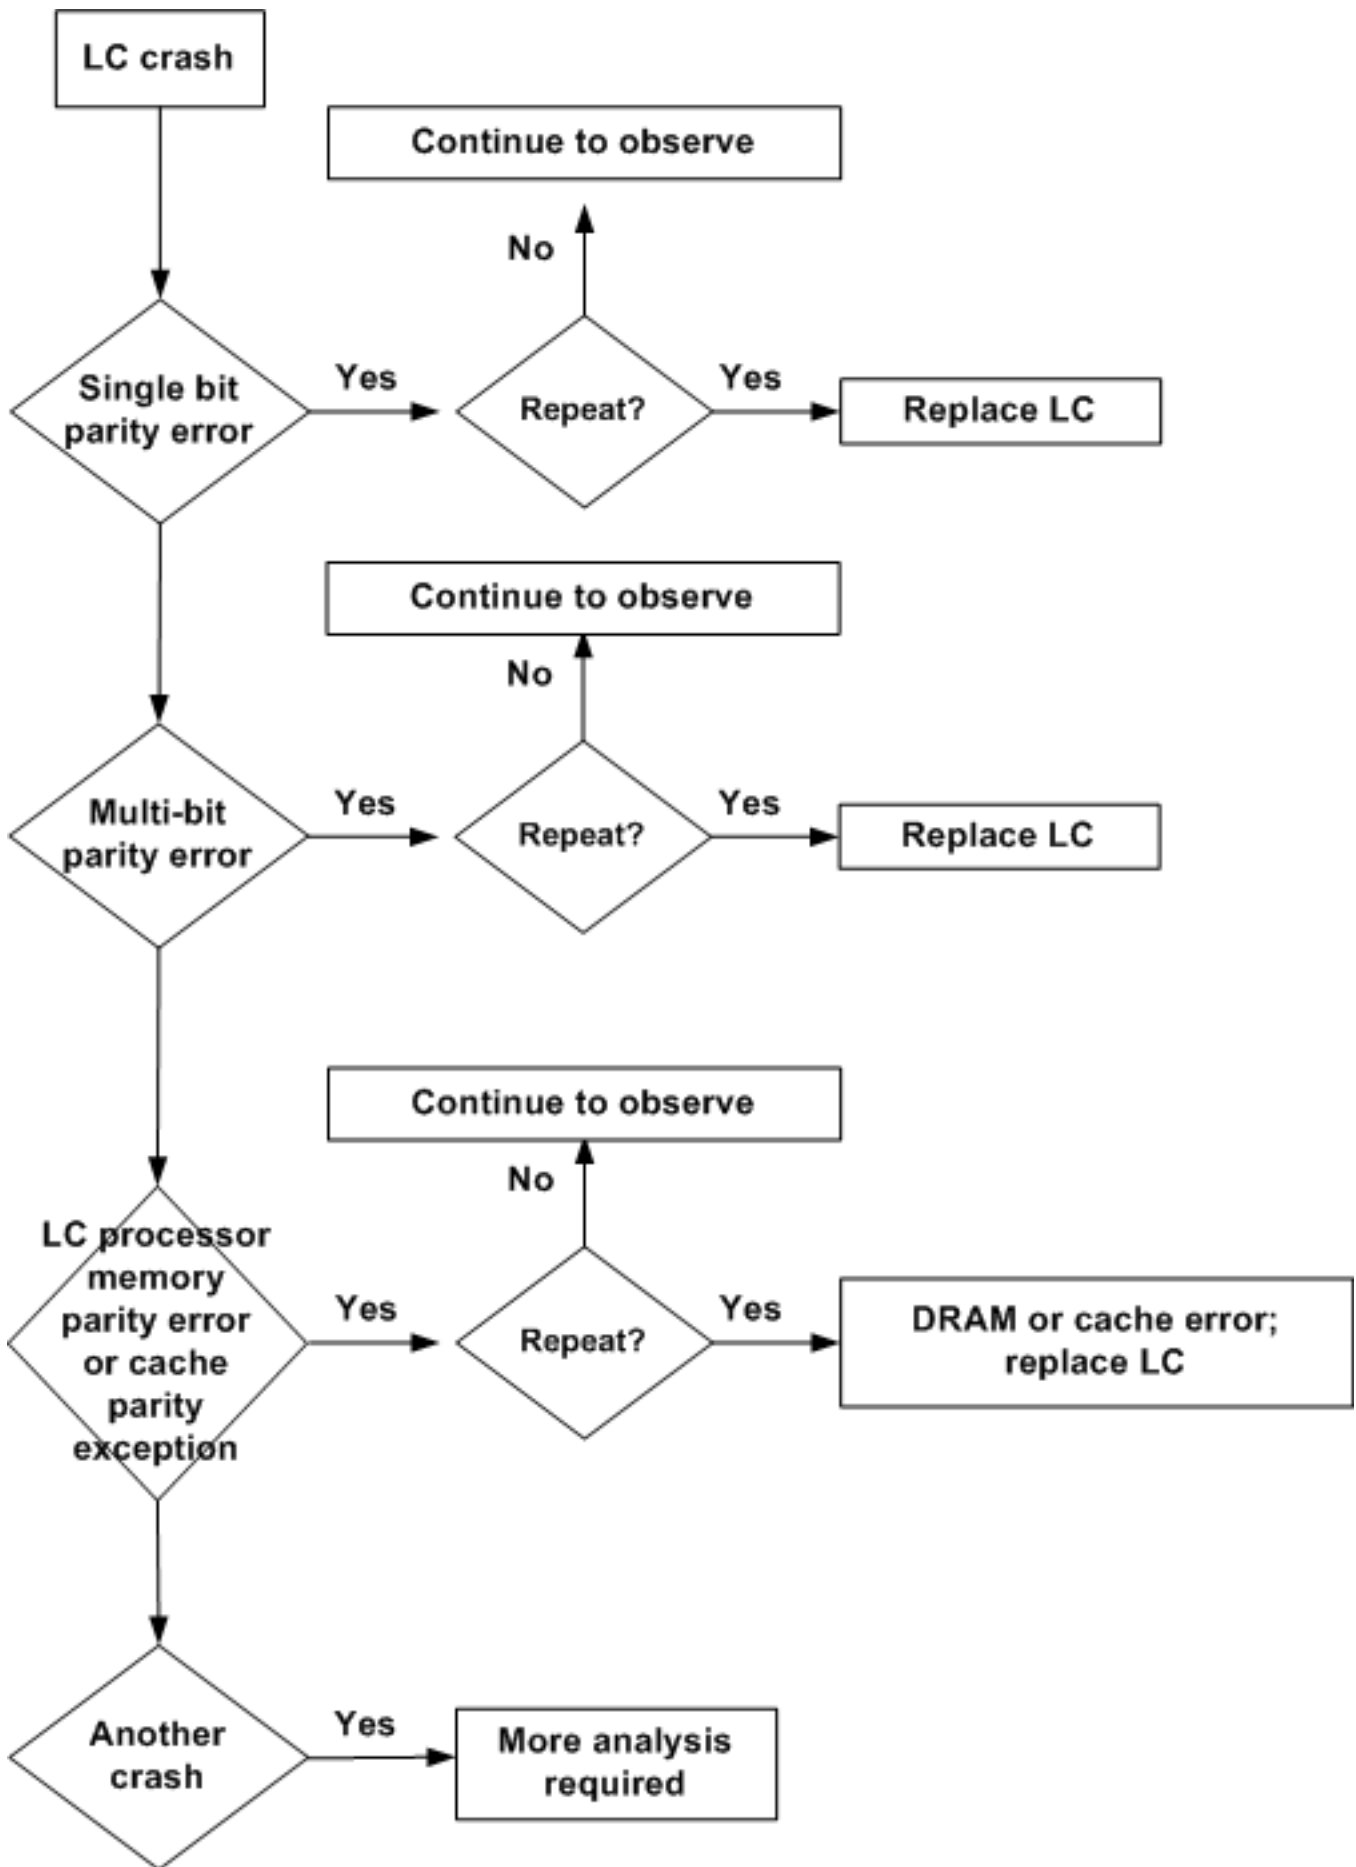 LC crash
Continue to observe
No
Single bit
parity error
Yes
Repeat?
Yes
Replace LC
Continue to observe
No
Multi-bit
parity error
Yes
Repeat?
Yes
Replace LC
Continue to observe
No
LC processor
memory
parity error
or cache
parity
exception
Yes
Repeat?
Yes
DRAM or cache error;
replace LC
Another
crash
Yes
More analysis
required